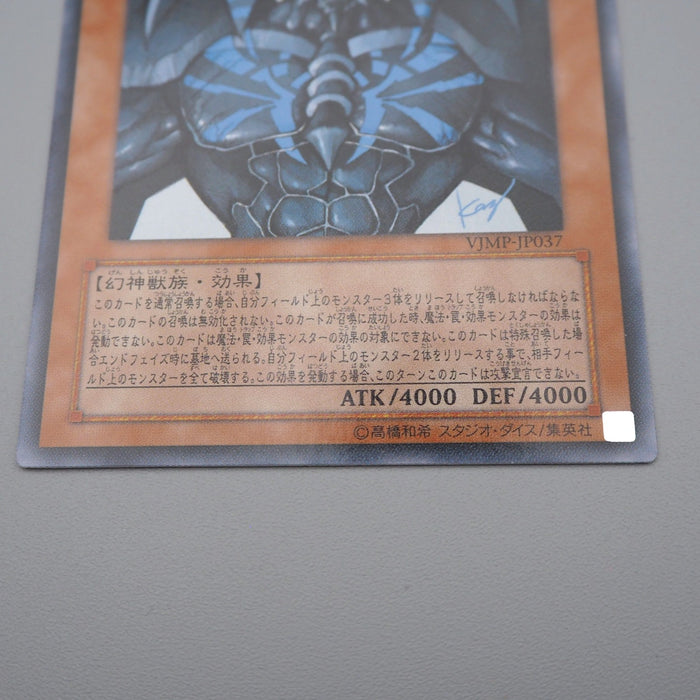 Kaz
VJMP-JP037
【幻神獣族・効果】
このカードを通常召喚する場合、自分フィールド上のモンスター3体をリリースして召喚しなければなら
ない。このカードの召喚は無効化されない。このカードが召喚に成功した時、魔法・罠・効果モンスターの効果は
発動できない。このカードは魔法・罠・効果モンスターの効果の対象にできない。このカードは特殊召喚した場
合エンドフェイズ時に墓地へ送られる。自分フィールド上のモンスター2体をリリースする事で、相手フィー
ルド上のモンスターを全て破壊する。この効果を発動する場合、このターンこのカードは攻撃宣言できない。
ATK/4000 DEF/4000
©高橋和希 スタジオ・ダイス/集英社